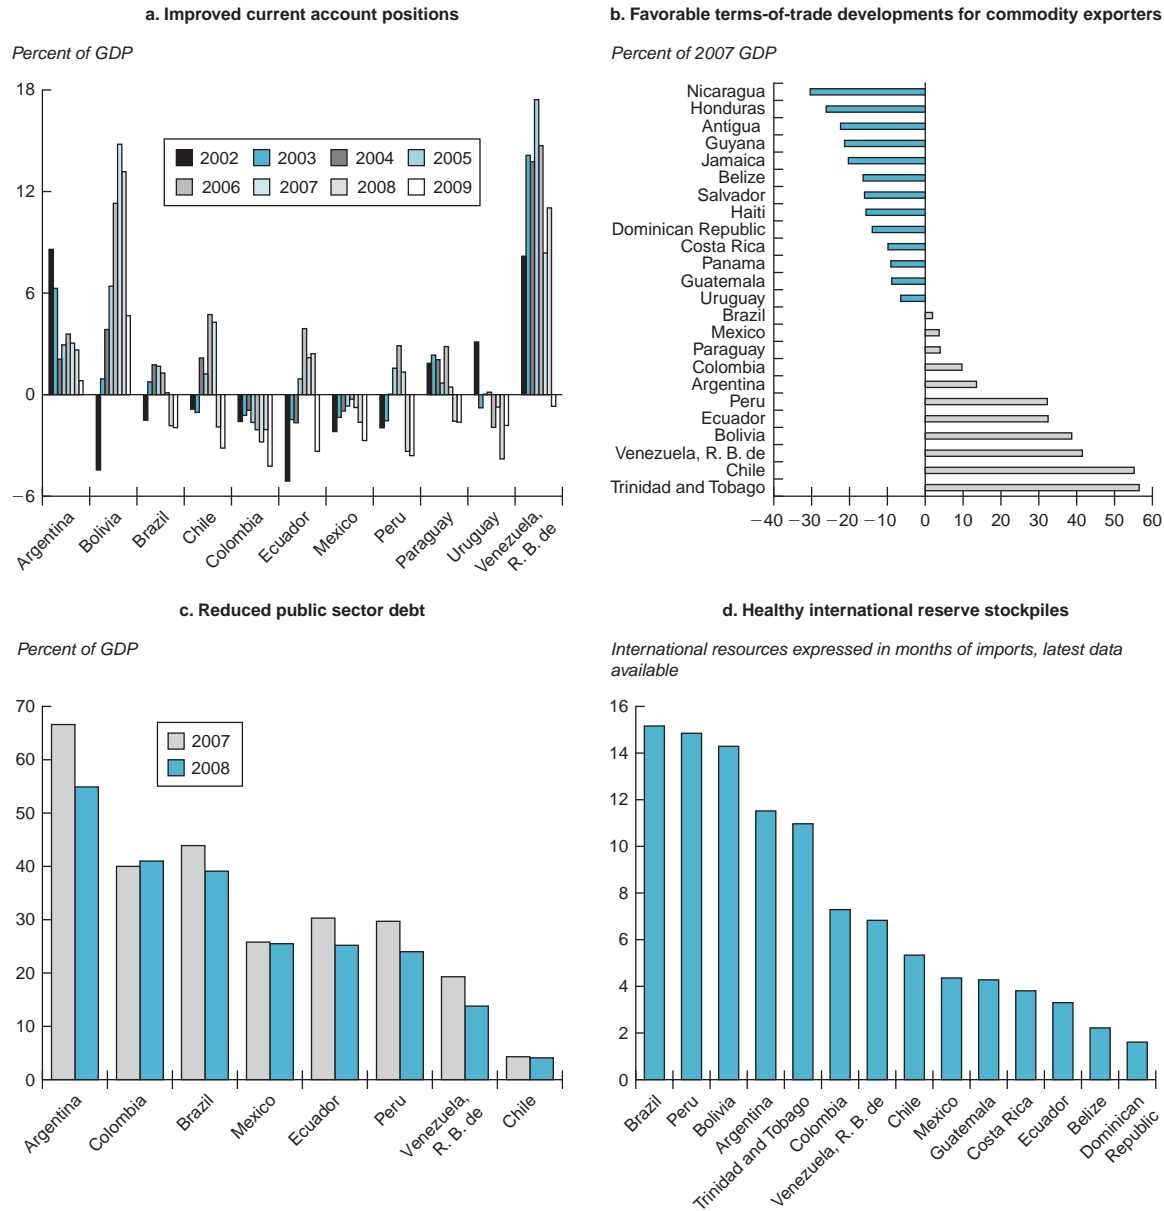 a. Improved current account positions
Percent of GDP
18
12
6
0
−6
2002 2003 2004 2005
2006 2007 2008 2009
Argentina
Bolivia
Brazil
Chile
Colombia
Ecuador
Mexico
Peru
Paraguay
Uruguay
Venezuela,
R. B. de
b. Favorable terms-of-trade developments for commodity exporters
Percent of 2007 GDP
Nicaragua
Honduras
Antigua
Guyana
Jamaica
Belize
Salvador
Haiti
Dominican Republic
Costa Rica
Panama
Guatemala
Uruguay
Brazil
Mexico
Paraguay
Colombia
Argentina
Peru
Ecuador
Bolivia
Venezuela, R. B. de
Chile
Trinidad and Tobago
−40 −30 −20 −10 0 10 20 30 40 50 60
c. Reduced public sector debt
Percent of GDP
70
60
50
40
30
20
10
0
2007
2008
Argentina
Colombia
Brazil
Mexico
Ecuador
Peru
Venezuela,
R. B. de
Chile
d. Healthy international reserve stockpiles
International resources expressed in months of imports, latest data
available
16
14
12
10
8
6
4
2
0
Brazil
Peru
Bolivia
Argentina
Trinidad and Tobago
Colombia
Venezuela, R. B. de
Chile
Mexico
Guatemala
Costa Rica
Ecuador
Belize
Dominican
Republic